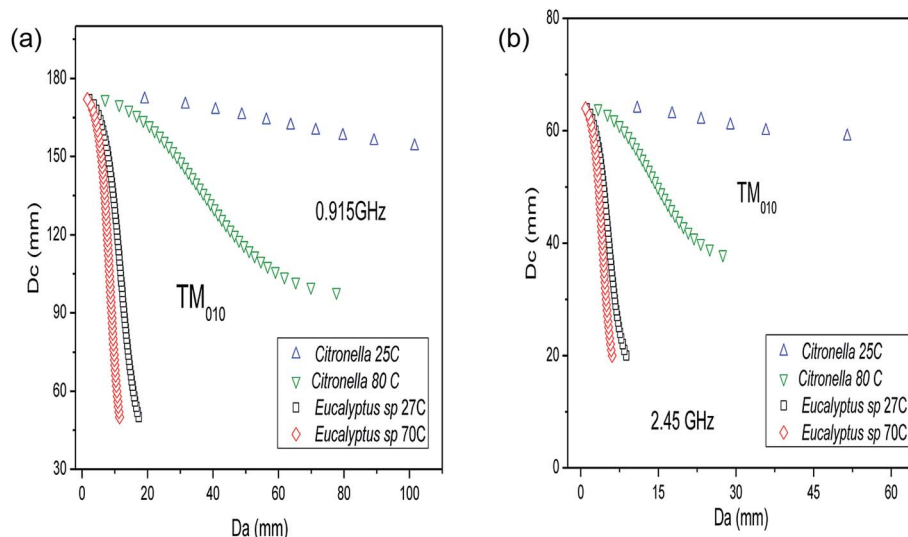 (a)
180
150
120
90
60
30
Dc (mm)
0.915GHz
TM010
Citronella 25C
Citronella 80 C
Eucalyptus sp 27C
Eucalyptus sp 70C
0 20 40 60 80 100
Da (mm)
(b)
80
60
40
20
0
Dc (mm)
TM010
Citronella 25C
Citronella 80 C
Eucalyptus sp 27C
Eucalyptus sp 70C
2.45 GHz
0 15 30 45 60
Da (mm)